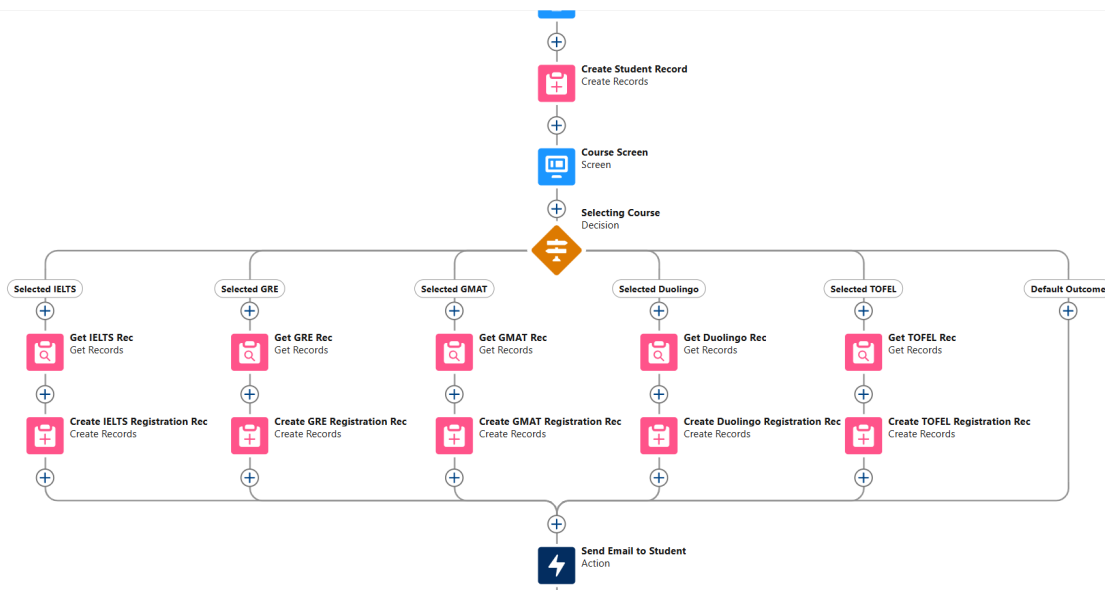 Create Student Record
Create Records
Course Screen
Screen
Selecting Course
Decision
Selected IELTS
Selected GRE
Selected GMAT
Selected Duolingo
Selected TOFEL
Default Outcome
Get IELTS Rec
Get Records
Get GRE Rec
Get Records
Get GMAT Rec
Get Records
Get Duolingo Rec
Get Records
Get TOFEL Rec
Get Records
Create IELTS Registration Rec
Create Records
Create GRE Registration Rec
Create Records
Create GMAT Registration Rec
Create Records
Create Duolingo Registration Rec
Create Records
Create TOFEL Registration Rec
Create Records
Send Email to Student
Action